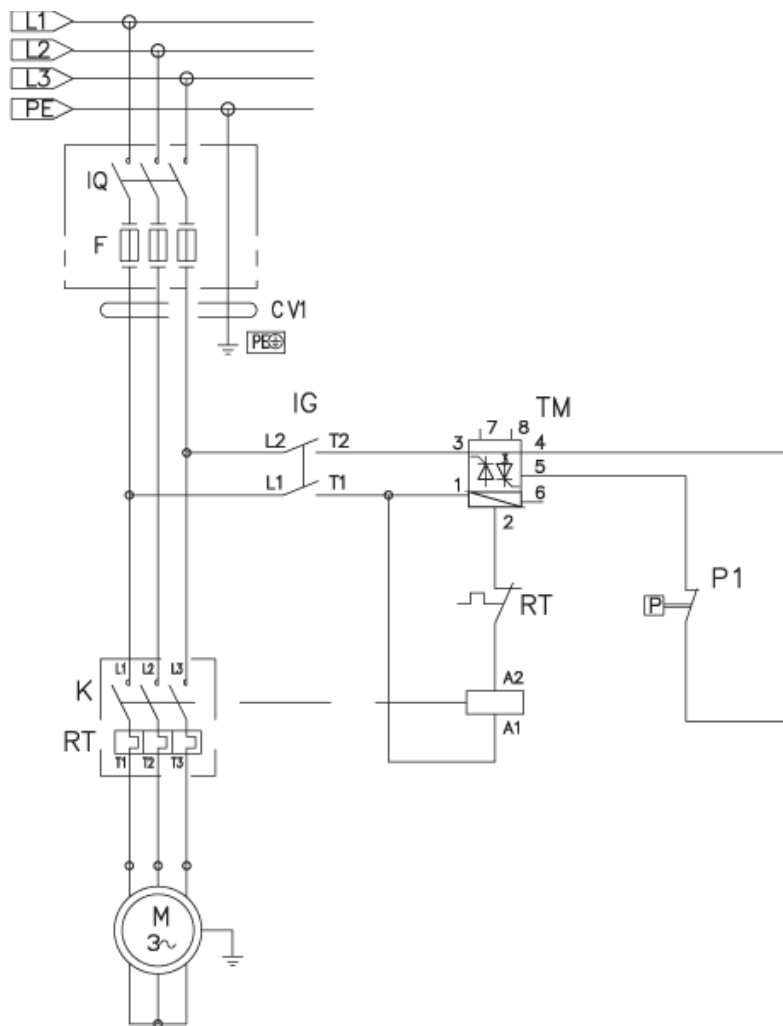 L1
L2
L3
PE
IQ
F
CV1
PE
IG
TM
7 8
L2 T2 3 4
5
L1 T1 1 6
2
P1
RT
P
L1 L2 L3
A2
K
A1
RT
T1 T2 T3
M
3~